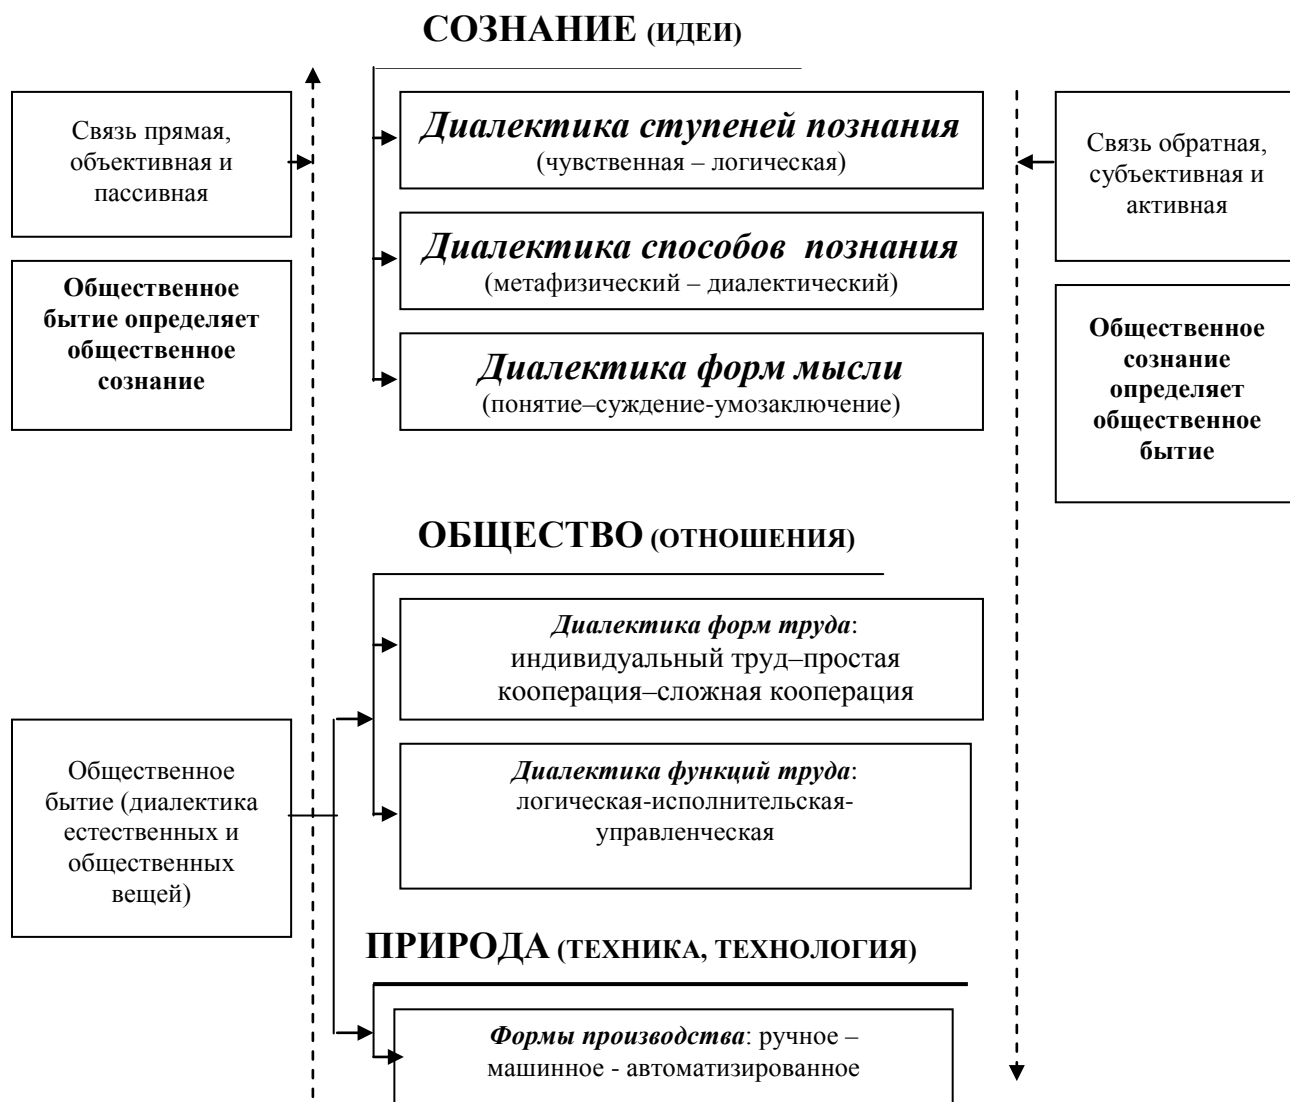 СОЗНАНИЕ (ИДЕИ)
Связь прямая,
объективная и
пассивная
Общественное
бытие определяет
общественное
сознание
Диалектика ступеней познания
(чувственная – логическая)
Диалектика способов познания
(метафизический – диалектический)
Диалектика форм мысли
(понятие–суждение-умозаключение)
Связь обратная,
субъективная и
активная
Общественное
сознание
определяет
общественное
бытие
ОБЩЕСТВО (ОТНОШЕНИЯ)
Диалектика форм труда:
индивидуальный труд–простая
кооперация–сложная кооперация
Общественное
бытие (диалектика
естественных и
общественных
вещей)
Диалектика функций труда:
логическая-исполнительская-
управленческая
ПРИРОДА (ТЕХНИКА, ТЕХНОЛОГИЯ)
Формы производства: ручное –
машинное - автоматизированное